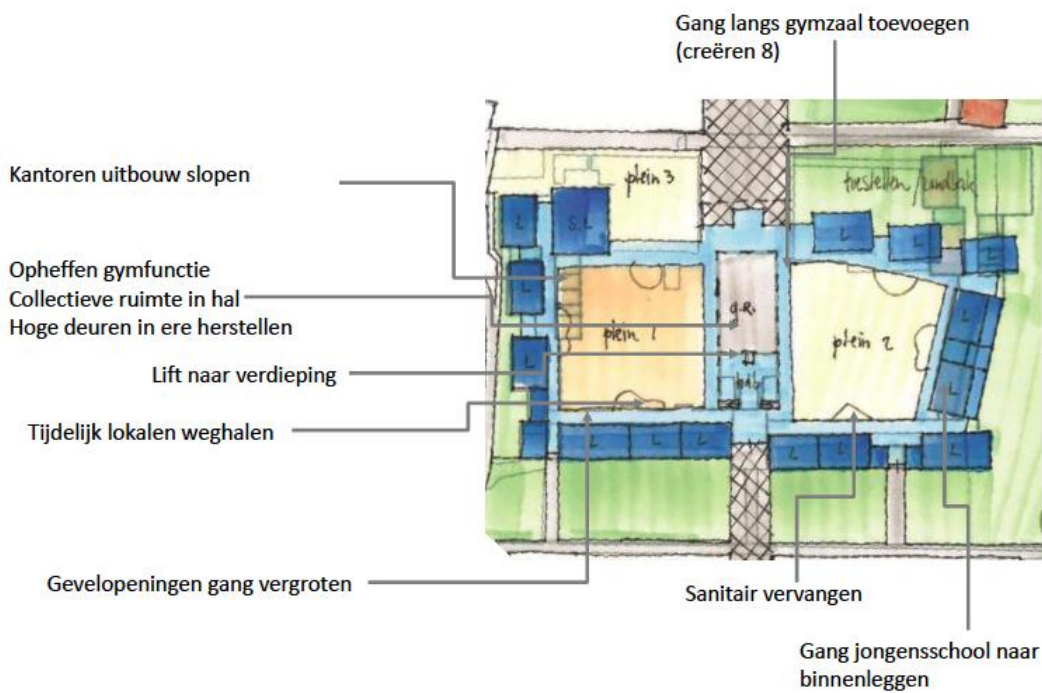 Gang langs gymzaal toevoegen
(creëren 8)
Kantoren uitbouw slopen
plein 3
toestellen/
L
S.L
L
L
L
Opheffen gymfunctie
Collectieve ruimte in hal
Hoge deuren in ere herstellen
L
g.R.
L
plein 1
plein 2
Lift naar verdieping
L
L
Tijdelijk lokalen weghalen
L
L
L
L
L
L
Gevelopeningen gang vergroten
Sanitair vervangen
Gang jongensschool naar
binnenleggen